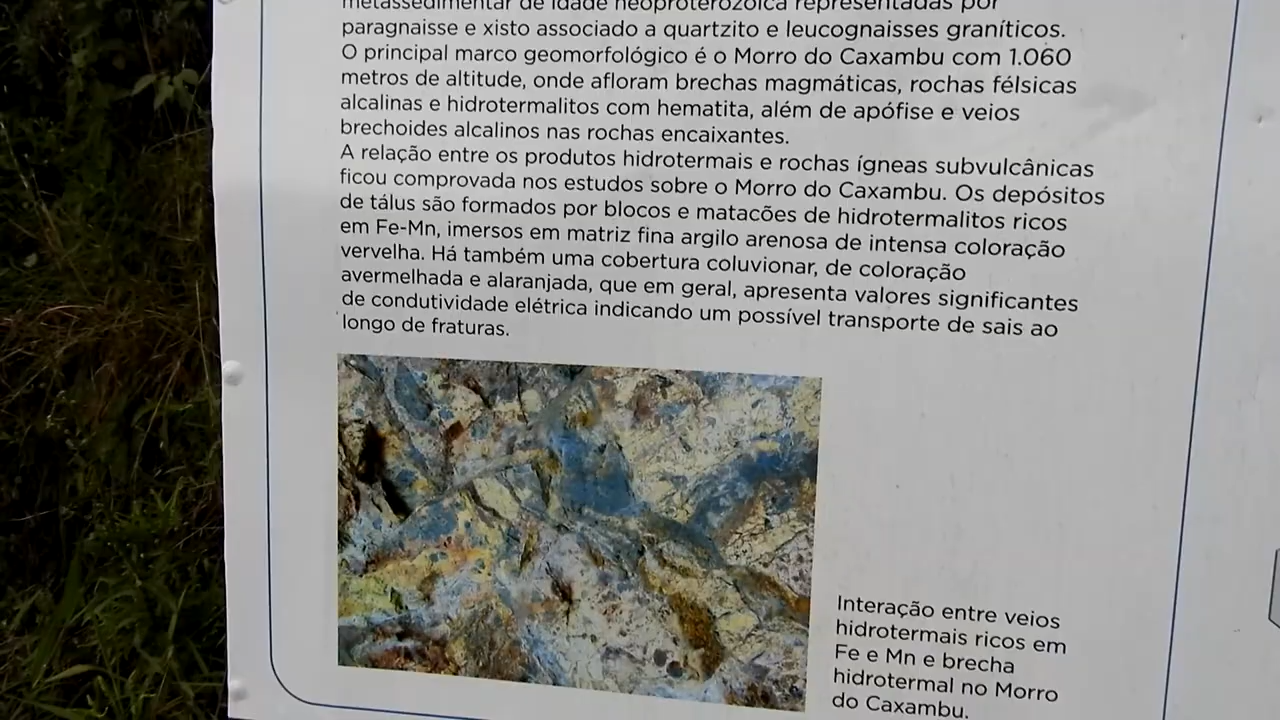 metassedimentar de idade neoproterozoica representadas por
paragnaisse e xisto associado a quartzito e leucognaisses graníticos.
O principal marco geomorfológico é o Morro do Caxambu com 1.060
metros de altitude, onde afloram brechas magmáticas, rochas félsicas
alcalinas e hidrotermalitos com hematita, além de apófise e veios
brechoides alcalinos nas rochas encaixantes.
A relação entre os produtos hidrotermais e rochas ígneas subvulcânicas
ficou comprovada nos estudos sobre o Morro do Caxambu. Os depósitos
de tálus são formados por blocos e matacões de hidrotermalitos ricos
em Fe-Mn, imersos em matriz fina argilo arenosa de intensa coloração
vervelha. Há também uma cobertura coluvionar, de coloração
avermelhada e alaranjada, que em geral, apresenta valores significantes
de condutividade elétrica indicando um possível transporte de sais ao
longo de fraturas.
Interação entre veios
hidrotermais ricos em
Fe e Mn e brecha
hidrotermal no Morro
do Caxambu.